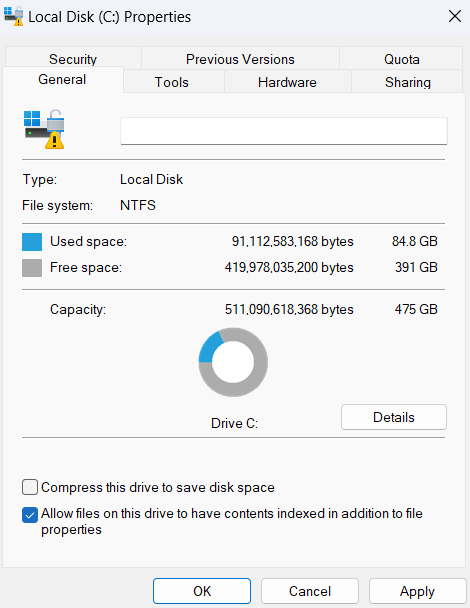 Local Disk (C:) Properties
Security Previous Versions Quota
General Tools Hardware Sharing
Type: Local Disk
File system: NTFS
Used space: 91,112,583,168 bytes 84.8 GB
Free space: 419,978,035,200 bytes 391 GB
Capacity: 511,090,618,368 bytes 475 GB
Drive C:
Details
Compress this drive to save disk space
Allow files on this drive to have contents indexed in addition to file
properties
OK Cancel Apply